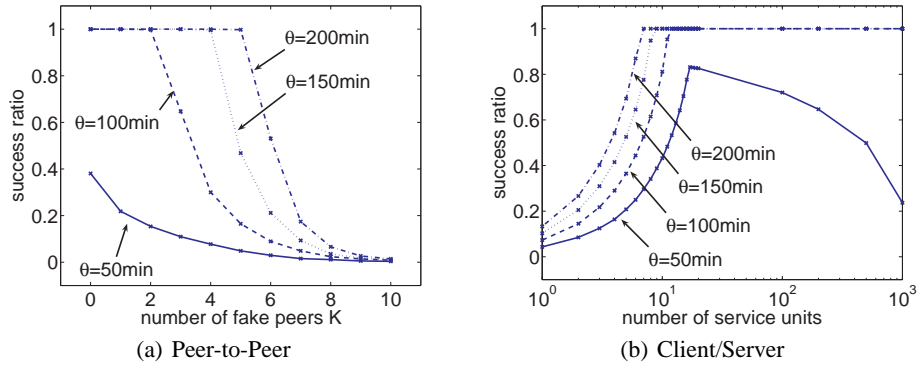 1
0.8
0.6
0.4
0.2
0
success ratio
θ=200min
θ=150min
θ=100min
θ=50min
0 2 4 6 8 10
number of fake peers K
(a) Peer-to-Peer
1
0.8
0.6
0.4
0.2
0
success ratio
θ=200min
θ=150min
θ=100min
θ=50min
10^0 10^1 10^2 10^3
number of service units
(b) Client/Server